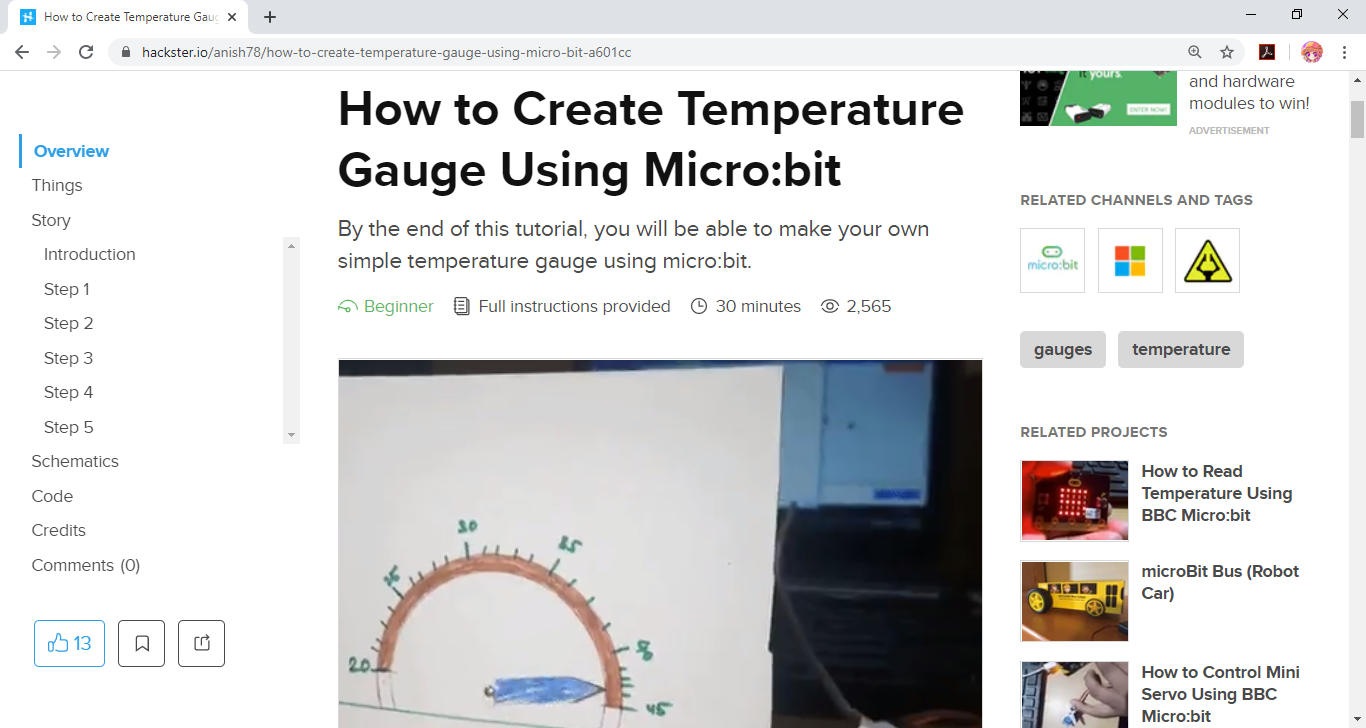 How to Create Temperature Gaug
hackster.io/anish78/how-to-create-temperature-gauge-using-micro-bit-a601cc
Overview
Things
Story
Introduction
Step 1
Step 2
Step 3
Step 4
Step 5
Schematics
Code
Credits
Comments (0)
13
How to Create Temperature
Gauge Using Micro:bit
By the end of this tutorial, you will be able to make your own
simple temperature gauge using micro:bit.
Beginner
Full instructions provided
30 minutes
2,565
20
45
it yours.
ENTER NOW!
and hardware
modules to win!
ADVERTISEMENT
RELATED CHANNELS AND TAGS
micro:bit
gauges
temperature
RELATED PROJECTS
How to Read
Temperature Using
BBC Micro:bit
microBit Bus (Robot
Car)
How to Control Mini
Servo Using BBC
Micro:bit